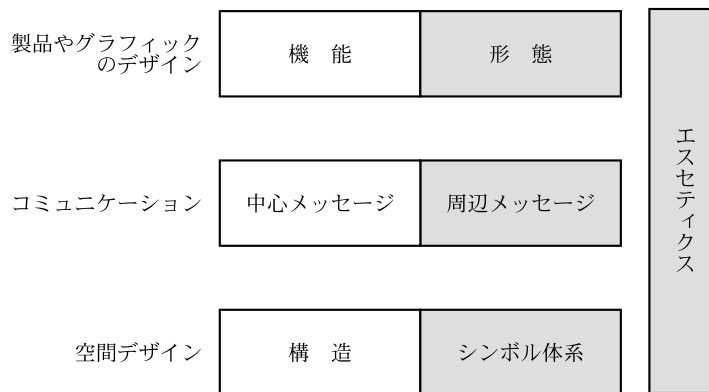 製品やグラフィック
のデザイン
機　能
形　態
コミュニケーション
中心メッセージ
周辺メッセージ
空間デザイン
構　造
シンボル体系
エスセティクス